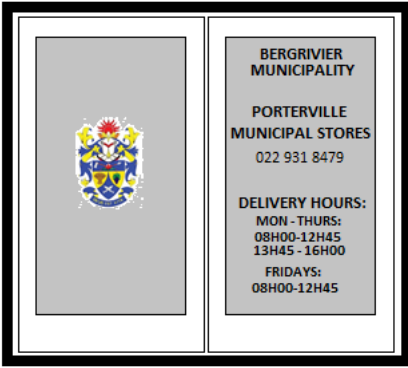 BERGRIVIER
MUNICIPALITY
PORTERVILLE
MUNICIPAL STORES
022 931 8479
DELIVERY HOURS:
MON - THURS:
08H00-12H45
13H45 - 16H00
FRIDAYS:
08H00-12H45